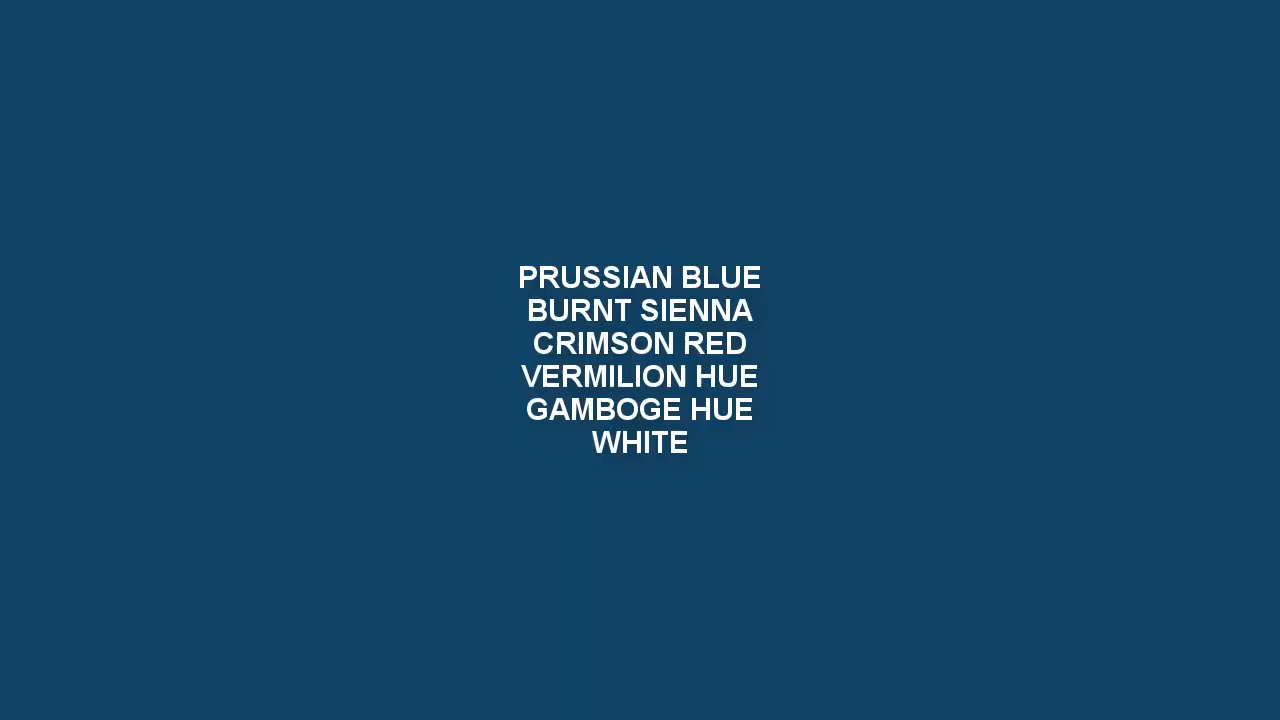 PRUSSIAN BLUE
BURNT SIENNA
CRIMSON RED
VERMILION HUE
GAMBOGE HUE
WHITE